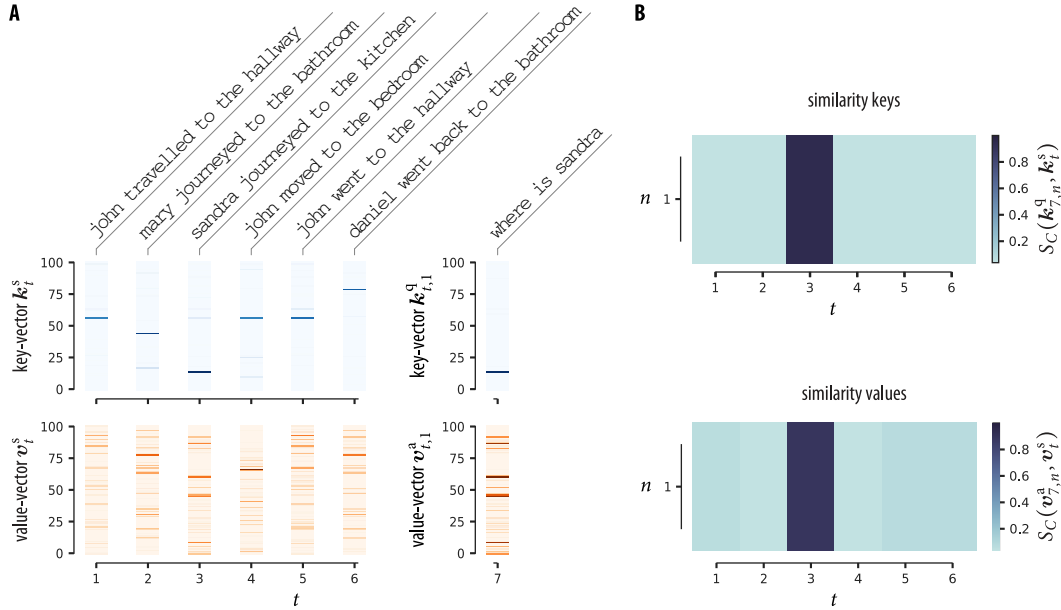 A
john travelled to the hallway
mary journeyed to the bathroom
sandra journeyed to the kitchen
john moved to the bedroom
john went to the hallway
daniel went back to the bathroom
where is sandra
key-vector k_t^s
100
75
50
25
0
key-vector k_{t,1}^q
100
75
50
25
0
value-vector v_t^s
100
75
50
25
0
1 2 3 4 5 6
t
value-vector v_{t,1}^a
100
75
50
25
0
7
B
similarity keys
n 1
1 2 3 4 5 6
t
0.8
0.6
0.4
0.2
S_C(k_{7,n}^q, k_t^s)
similarity values
n 1
1 2 3 4 5 6
t
0.8
0.6
0.4
0.2
S_C(v_{7,n}^a, v_t^s)